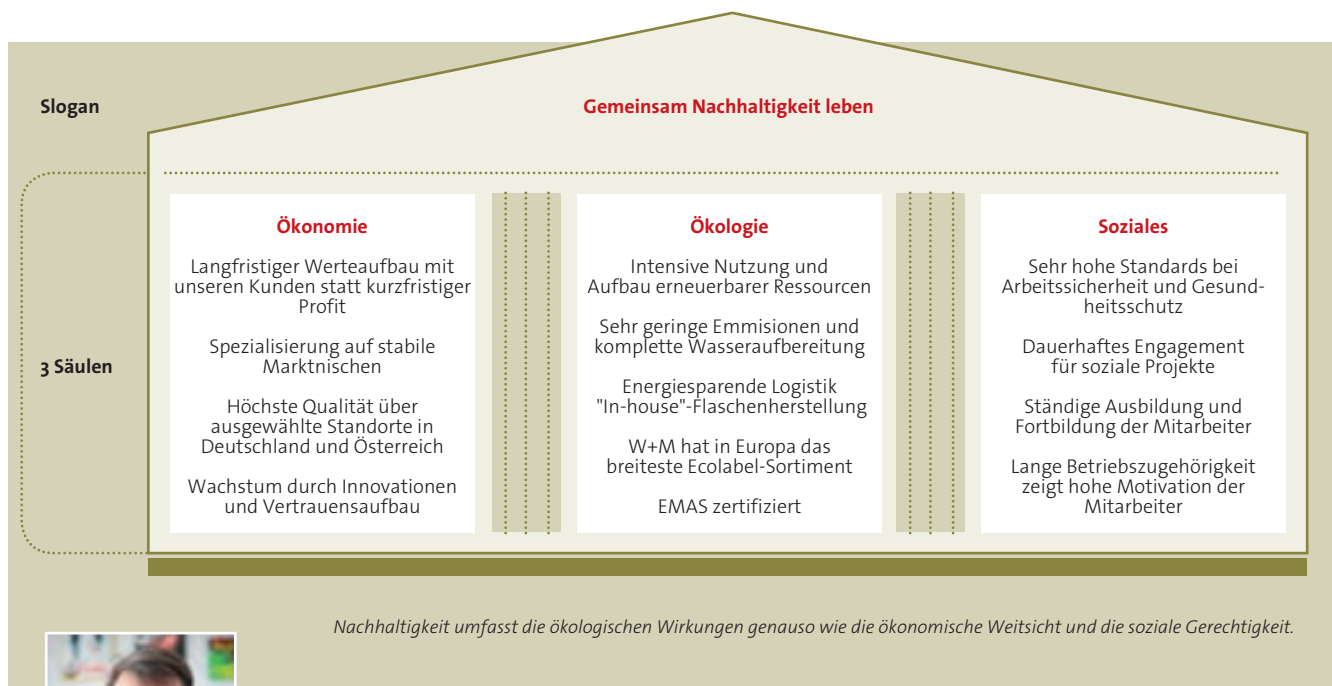 Slogan
Gemeinsam Nachhaltigkeit leben
3 Säulen
Ökonomie
Langfristiger Werteaufbau mit
unseren Kunden statt kurzfristiger
Profit
Spezialisierung auf stabile
Marktnischen
Höchste Qualität über
ausgewählte Standorte in
Deutschland und Österreich
Wachstum durch Innovationen
und Vertrauensaufbau
Ökologie
Intensive Nutzung und
Aufbau erneuerbarer Ressourcen
Sehr geringe Emmisionen und
komplette Wasseraufbereitung
Energiesparende Logistik
"In-house"-Flaschenherstellung
W+M hat in Europa das
breiteste Ecolabel-Sortiment
EMAS zertifiziert
Soziales
Sehr hohe Standards bei
Arbeitssicherheit und Gesund-
heitsschutz
Dauerhaftes Engagement
für soziale Projekte
Ständige Ausbildung und
Fortbildung der Mitarbeiter
Lange Betriebszugehörigkeit
zeigt hohe Motivation der
Mitarbeiter
Nachhaltigkeit umfasst die ökologischen Wirkungen genauso wie die ökonomische Weitsicht und die soziale Gerechtigkeit.